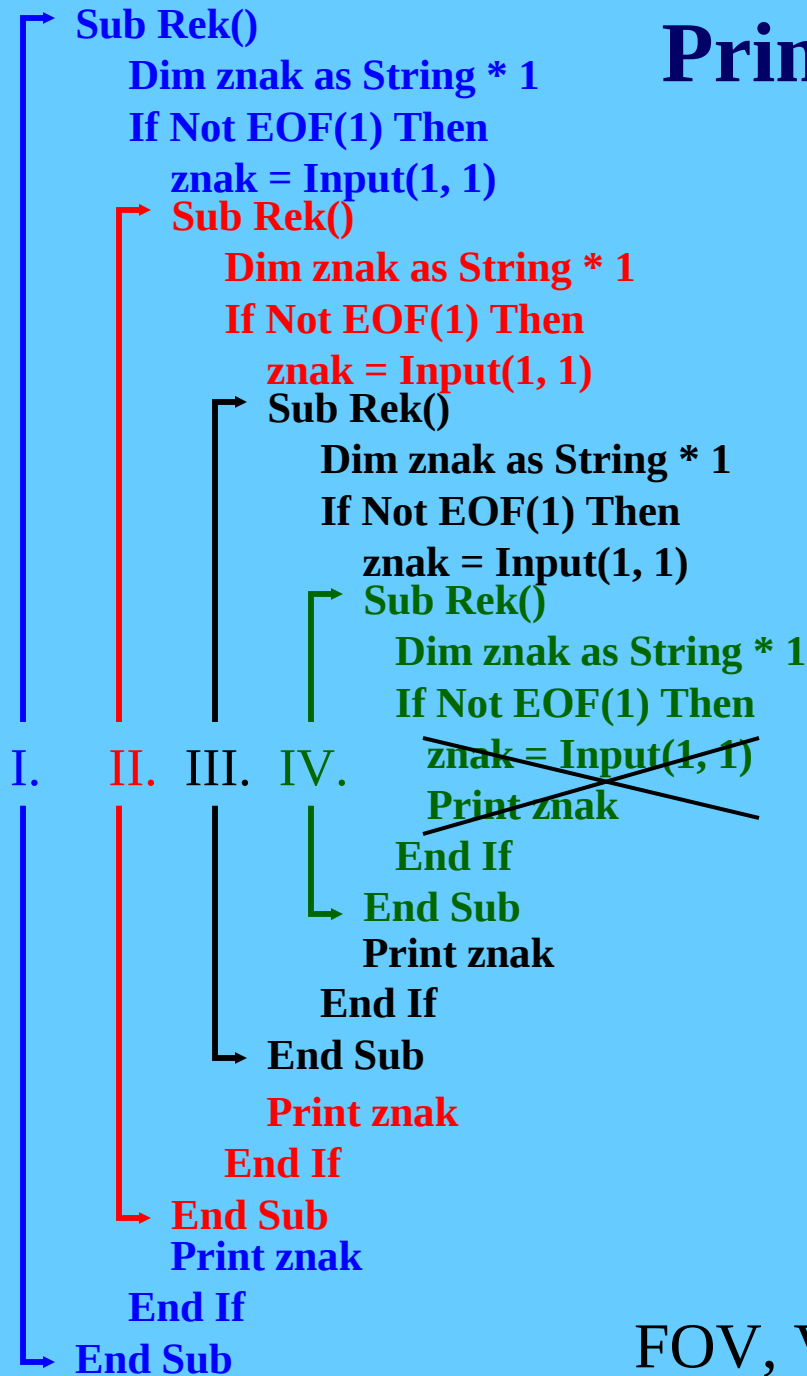 Sub Rek()
Prin
Dim znak as String * 1
If Not EOF(1) Then
znak = Input(1, 1)
Sub Rek()
Dim znak as String * 1
If Not EOF(1) Then
znak = Input(1, 1)
Sub Rek()
Dim znak as String * 1
If Not EOF(1) Then
znak = Input(1, 1)
Sub Rek()
Dim znak as String * 1
If Not EOF(1) Then
I. II. III. IV. znak = Input(1, 1)
Print znak
End If
End Sub
Print znak
End If
End Sub
Print znak
End If
End Sub
Print znak
End If
FOV,
End Sub